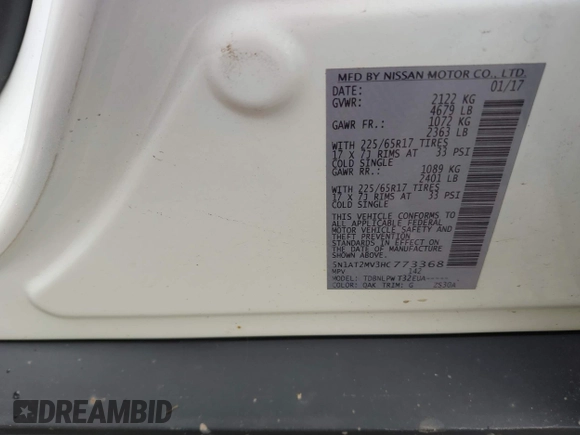 MFD BY NISSAN MOTOR CO., LTD.
DATE: 01/17
GVWR: 2122 KG
4679 LB
GAWR FR.: 1072 KG
2363 LB
WITH 225/65R17 TIRES
17 X 7J RIMS AT 33 PSI
COLD SINGLE
GAWR RR.: 1089 KG
2401 LB
WITH 225/65R17 TIRES
17 X 7J RIMS AT 33 PSI
COLD SINGLE
THIS VEHICLE CONFORMS TO
ALL APPLICABLE FEDERAL
MOTOR VEHICLE SAFETY AND
THEFT PREVENTION
STANDARDS IN EFFECT ON
THE DATE OF MANUFACTURE
SHOWN ABOVE.
5N1AT2MV3HC773368
MPV 142
MODEL: TDBNLPWT32EUA-----
COLOR: QAK TRIM: G 2530A
DREAMBID